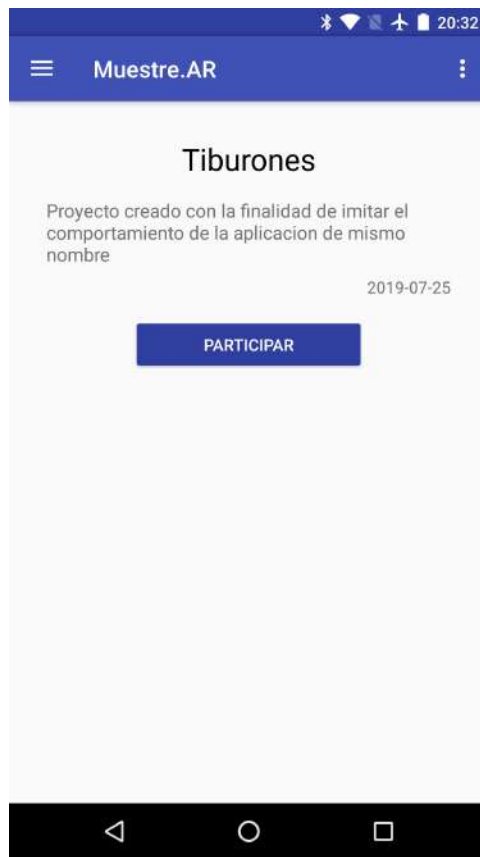 20:32
Muestre.AR
Tiburones
Proyecto creado con la finalidad de imitar el
comportamiento de la aplicacion de mismo
nombre
2019-07-25
PARTICIPAR